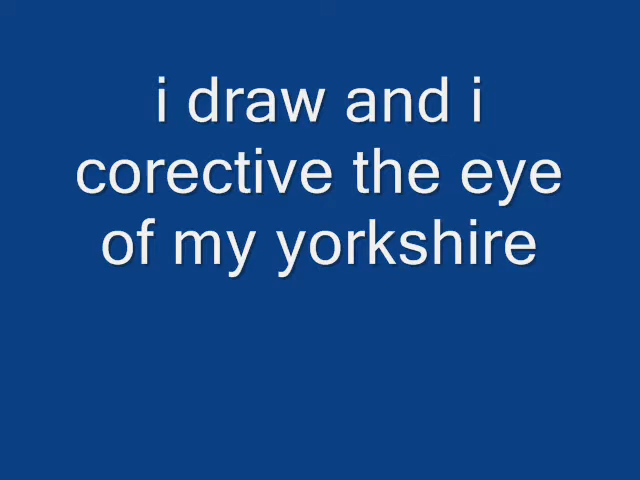 i draw and i
corective the eye
of my yorkshire